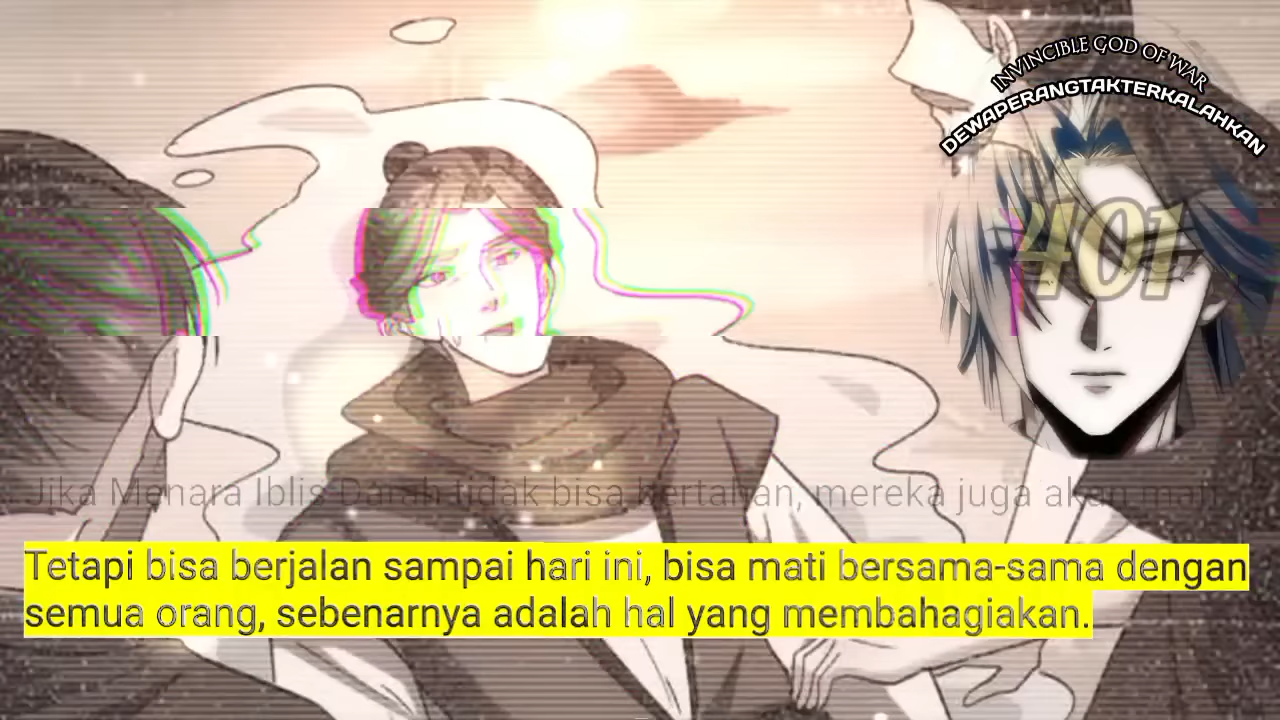 INVINCIBLE GOD OF WAR
DEWAPERANGTAKTERKALAHKAN
401
Jika Menara Iblis Darah tidak bisa bertahan, mereka juga akan mati.
Tetapi bisa berjalan sampai hari ini, bisa mati bersama-sama dengan
semua orang, sebenarnya adalah hal yang membahagiakan.